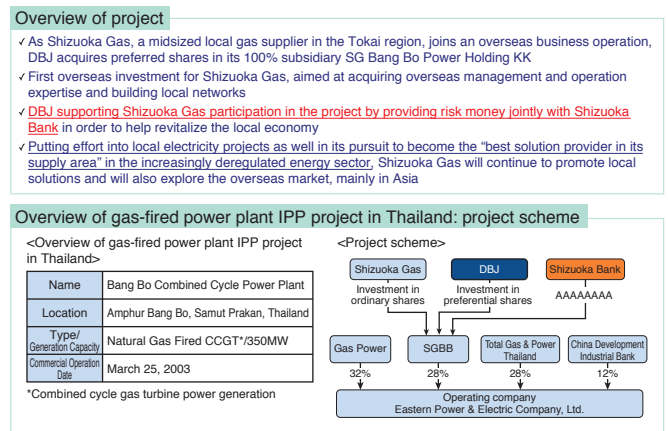 Overview of project
✓ As Shizuoka Gas, a midsized local gas supplier in the Tokai region, joins an overseas business operation,
DBJ acquires preferred shares in its 100% subsidiary SG Bang Bo Power Holding KK
✓ First overseas investment for Shizuoka Gas, aimed at acquiring overseas management and operation
expertise and building local networks
✓ DBJ supporting Shizuoka Gas participation in the project by providing risk money jointly with Shizuoka
Bank in order to help revitalize the local economy
✓ Putting effort into local electricity projects as well in its pursuit to become the “best solution provider in its
supply area” in the increasingly deregulated energy sector, Shizuoka Gas will continue to promote local
solutions and will also explore the overseas market, mainly in Asia
Overview of gas-fired power plant IPP project in Thailand: project scheme
<Overview of gas-fired power plant IPP project
in Thailand>
Name Bang Bo Combined Cycle Power Plant
Location Amphur Bang Bo, Samut Prakan, Thailand
Type/
Generation Capacity Natural Gas Fired CCGT*/350MW
Commercial Operation
Date March 25, 2003
*Combined cycle gas turbine power generation
<Project scheme>
Shizuoka Gas DBJ Shizuoka Bank
Investment in
ordinary shares
Investment in
preferential shares
AAAAAAAA
Gas Power
SGBB
Total Gas & Power
Thailand
China Development
Industrial Bank
32% 28% 28% 12%
Operating company
Eastern Power & Electric Company, Ltd.